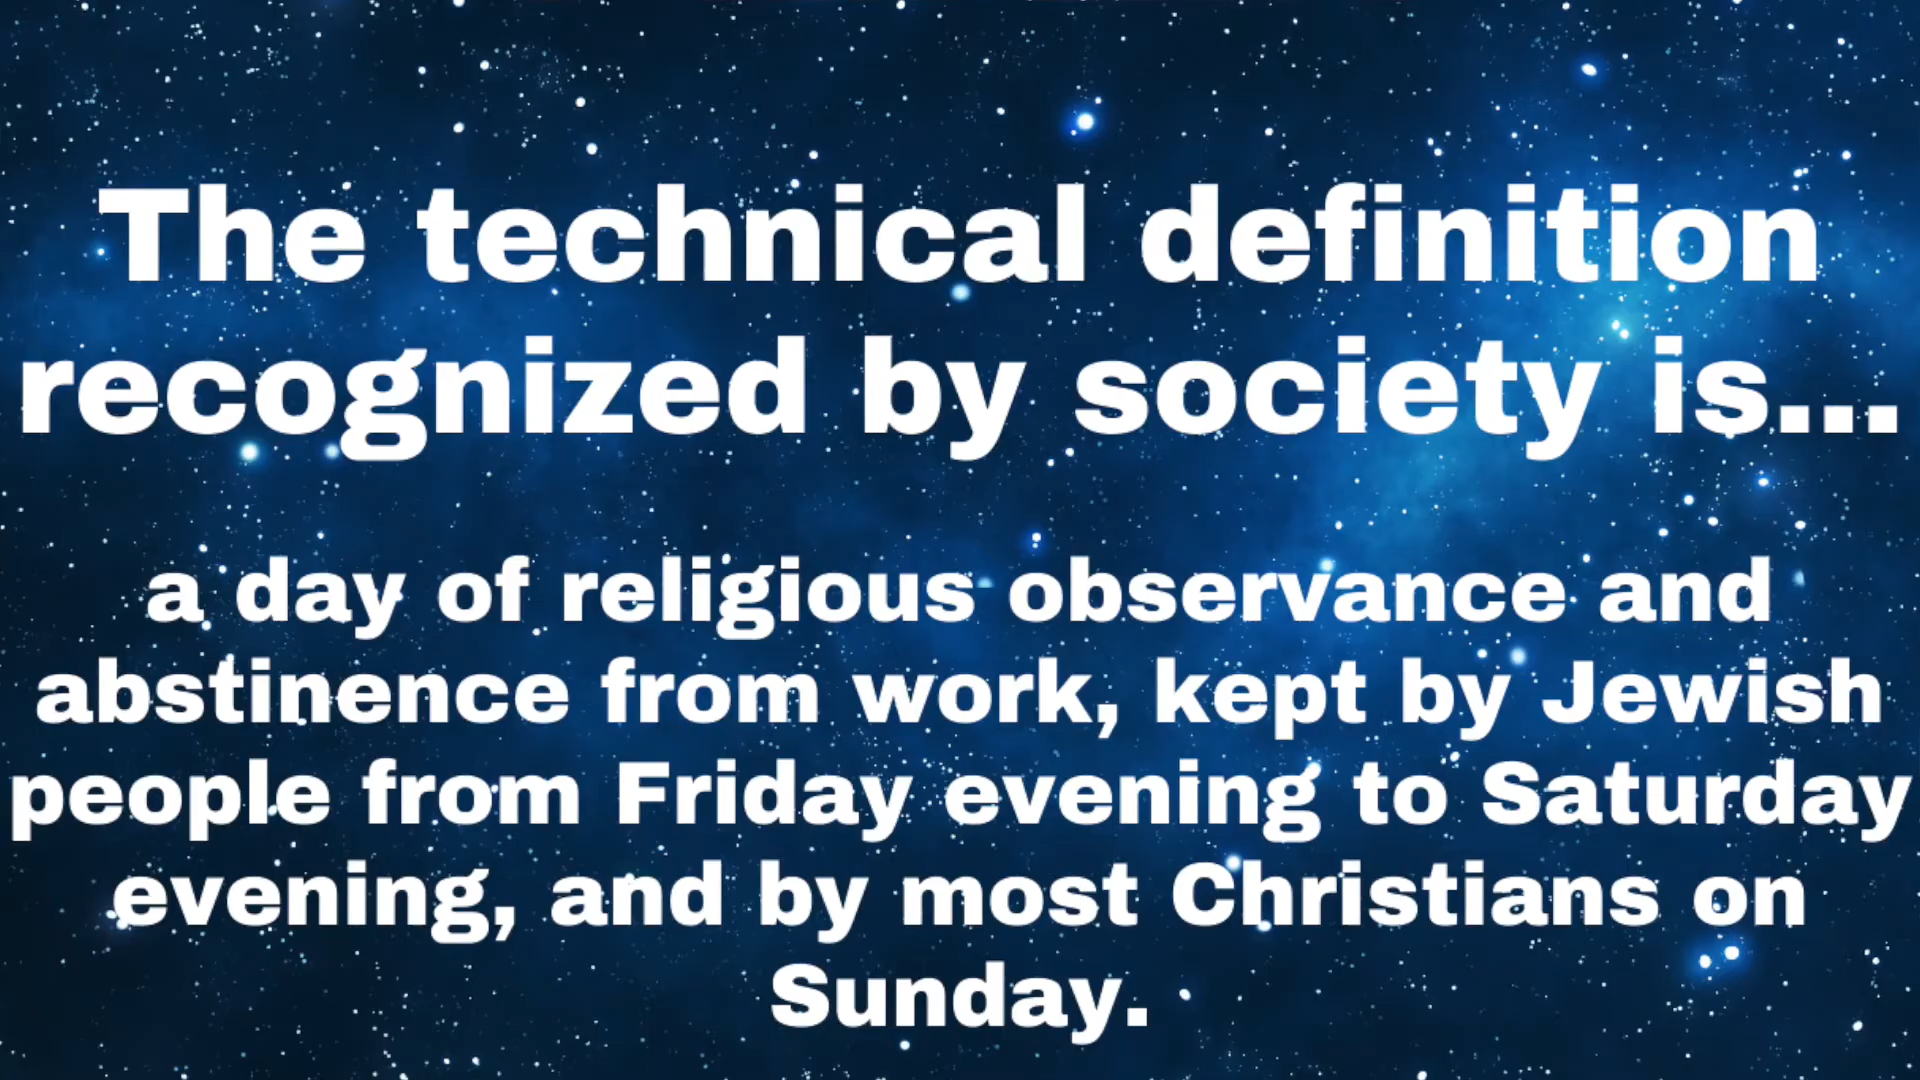 The technical definition
recognized by society is...
a day of religious observance and
abstinence from work, kept by Jewish
people from Friday evening to Saturday
evening, and by most Christians on
Sunday.